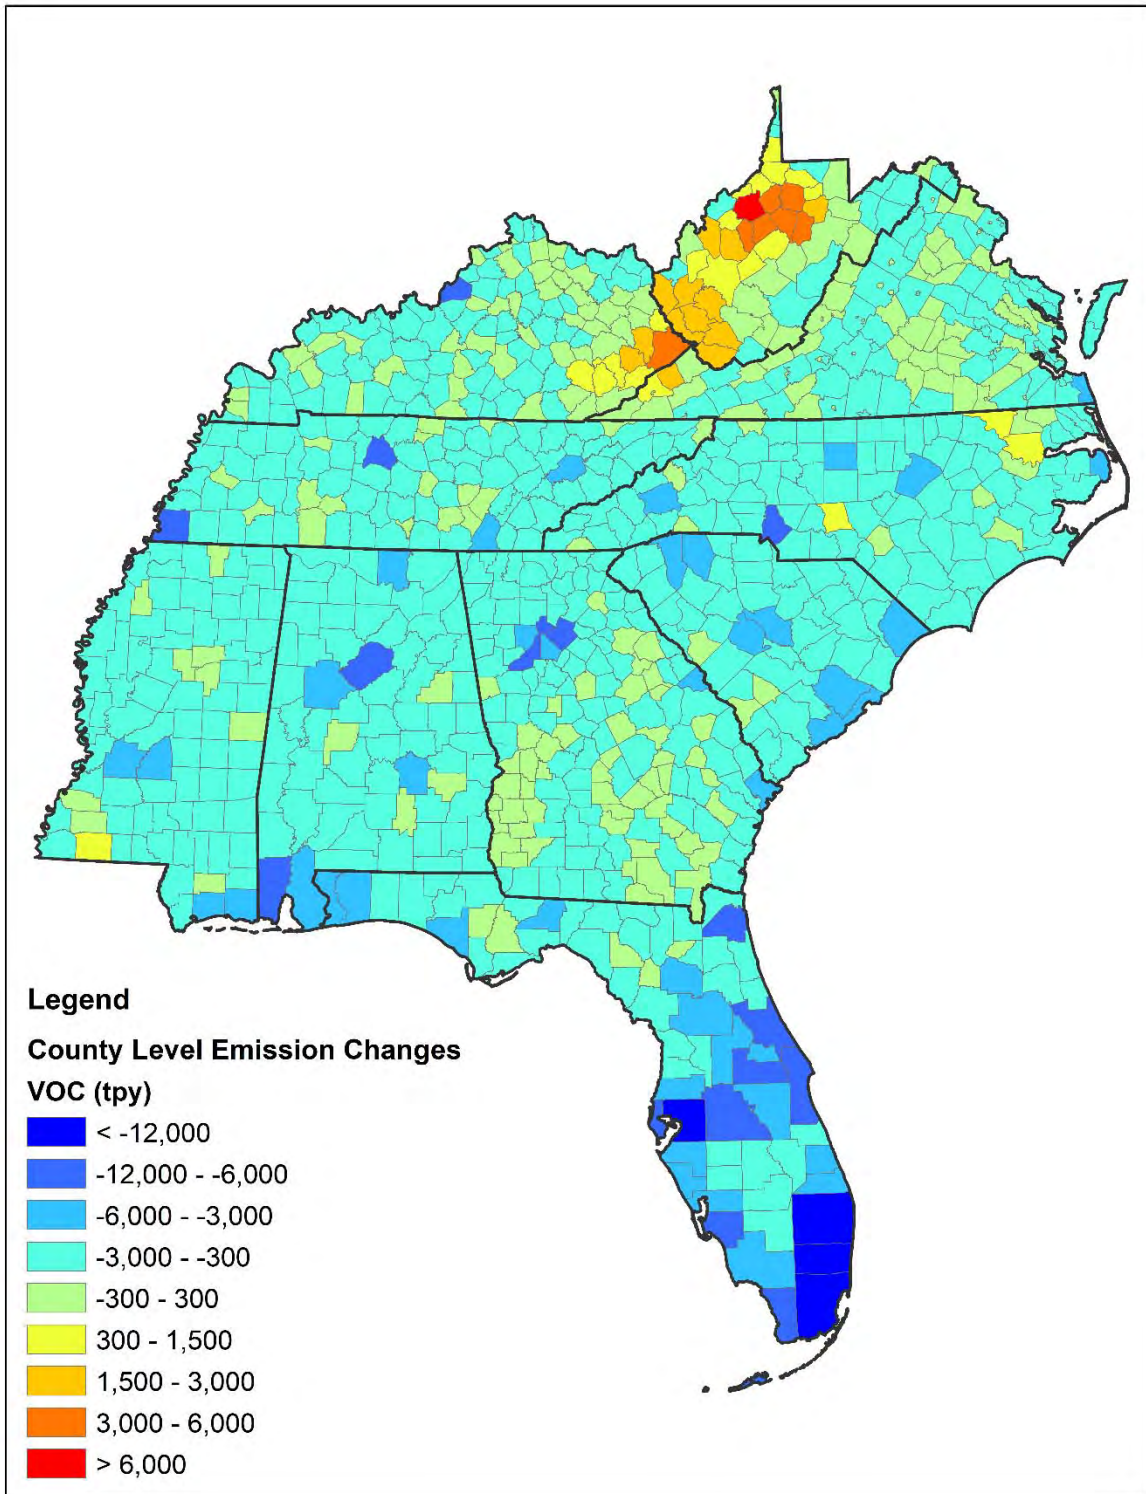 Legend
County Level Emission Changes
VOC (tpy)
< -12,000
-12,000 - -6,000
-6,000 - -3,000
-3,000 - -300
-300 - 300
300 - 1,500
1,500 - 3,000
3,000 - 6,000
> 6,000